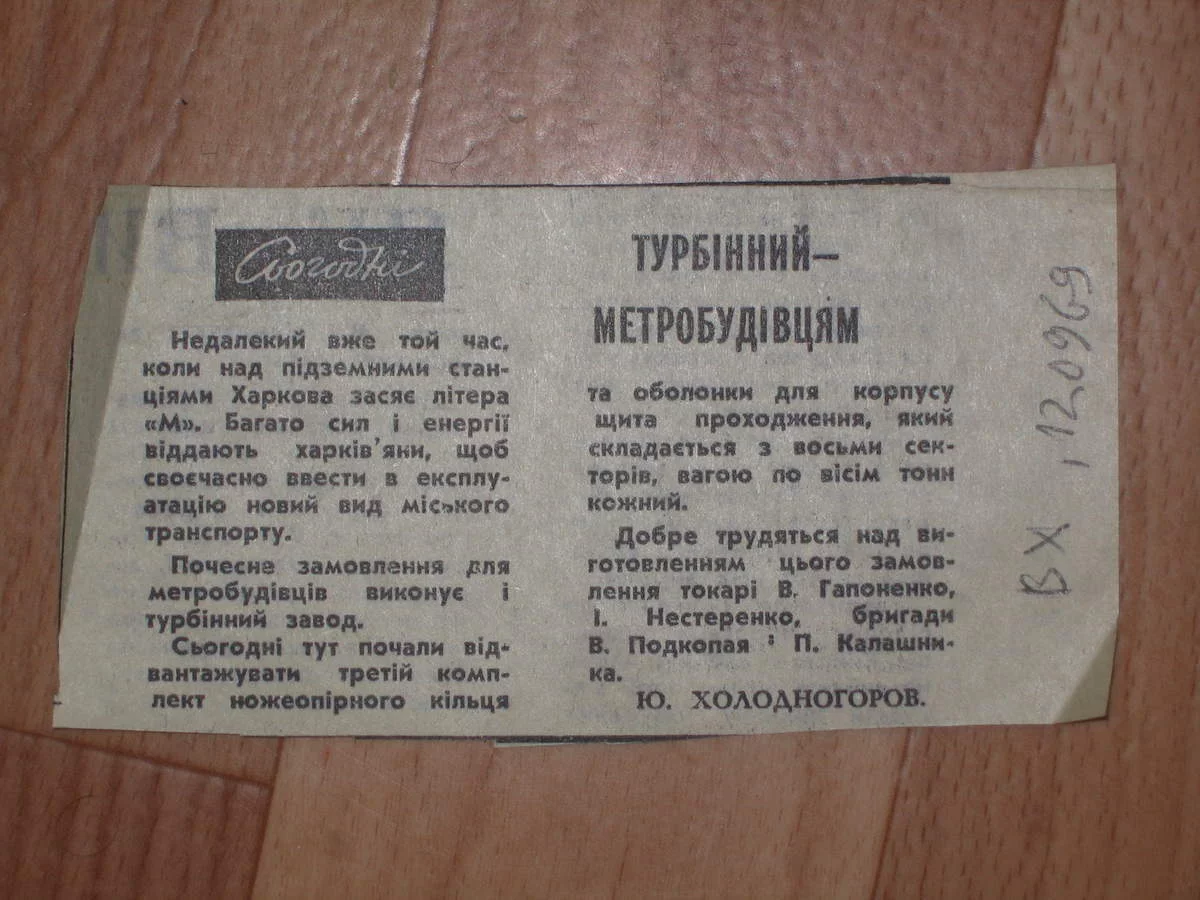 Сьогодні
ТУРБІННИЙ—
МЕТРОБУДІВЦЯМ
Недалекий вже той час,
коли над підземними стан-
ціями Харкова засяє літера
«М». Багато сил і енергії
віддають харків'яни, щоб
своєчасно ввести в експлу-
атацію новий вид міського
транспорту.
Почесне замовлення для
метробудівців виконує і
турбінний завод.
Сьогодні тут почали від-
вантажувати третій комп-
лект ножеопірного кільця
та оболонки для корпусу
щита проходження, який
складається з восьми сек-
торів, вагою по вісім тонн
кожний.
Добре трудяться над ви-
готовленням цього замов-
лення токарі В. Гапоненко,
І. Нестеренко, бригади
В. Подкопая і П. Калашни-
ка.
Ю. ХОЛОДНОГОРОВ.
ВХ, 120969